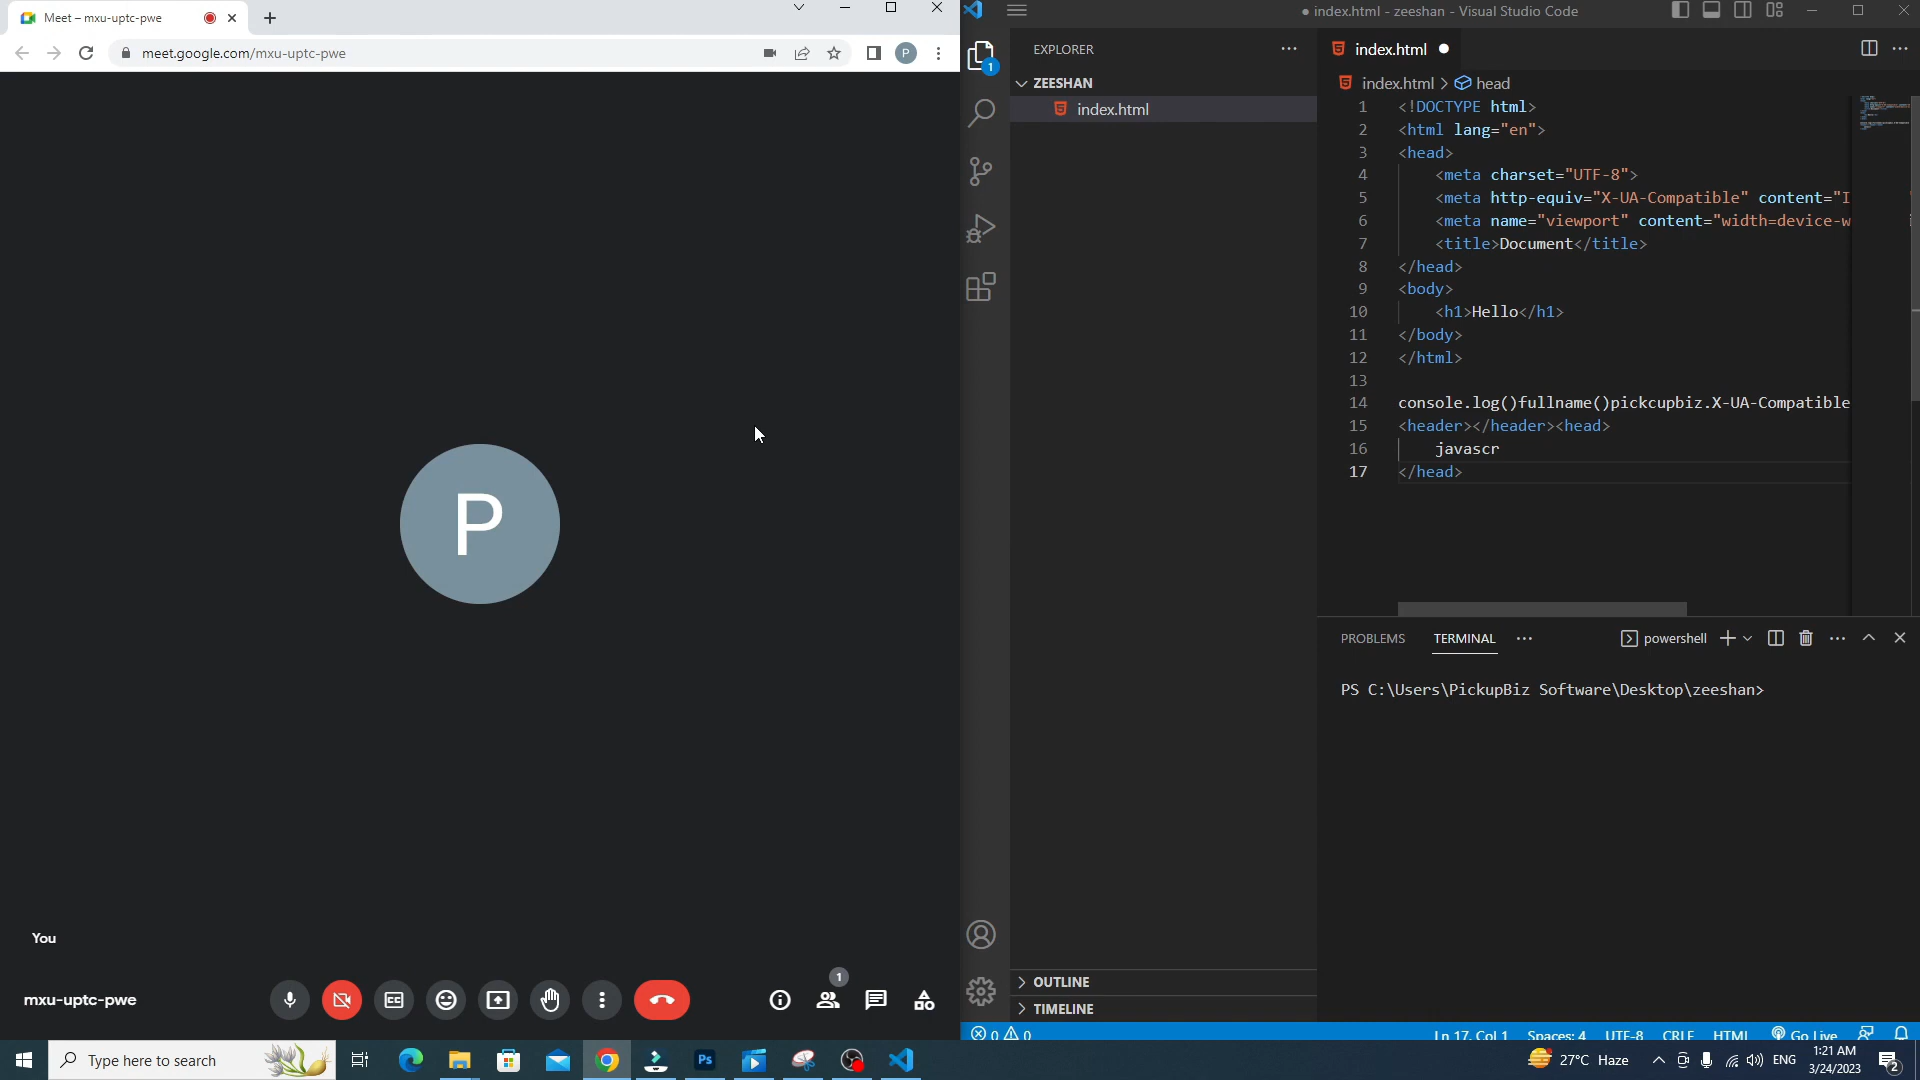 Meet – mxu-uptc-pwe
meet.google.com/mxu-uptc-pwe
P
P
You
mxu-uptc-pwe
1
● index.html - zeeshan - Visual Studio Code
1
EXPLORER
ZEESHAN
index.html
OUTLINE
TIMELINE
index.html
index.html > head
1 <!DOCTYPE html>
2 <html lang="en">
3 <head>
4 <meta charset="UTF-8">
5 <meta http-equiv="X-UA-Compatible" content="I
6 <meta name="viewport" content="width=device-w
7 <title>Document</title>
8 </head>
9 <body>
10 <h1>Hello</h1>
11 </body>
12 </html>
13
14 console.log()fullname()pickcupbiz.X-UA-Compatible
15 <header></header><head>
16 javascr
17 </head>
PROBLEMS TERMINAL powershell
PS C:\Users\PickupBiz Software\Desktop\zeeshan>
0 0 Ln 17, Col 1 Spaces: 4 UTF-8 CRLF HTML Go Live
Type here to search
Ps
27°C Haze
ENG
1:21 AM
3/24/2023
2